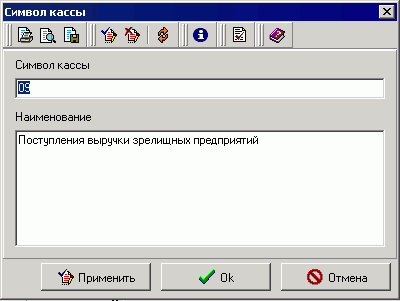 Символ кассы
Символ кассы
09
Наименование
Поступления выручки зрелищных предприятий
Применить
Ok
Отмена